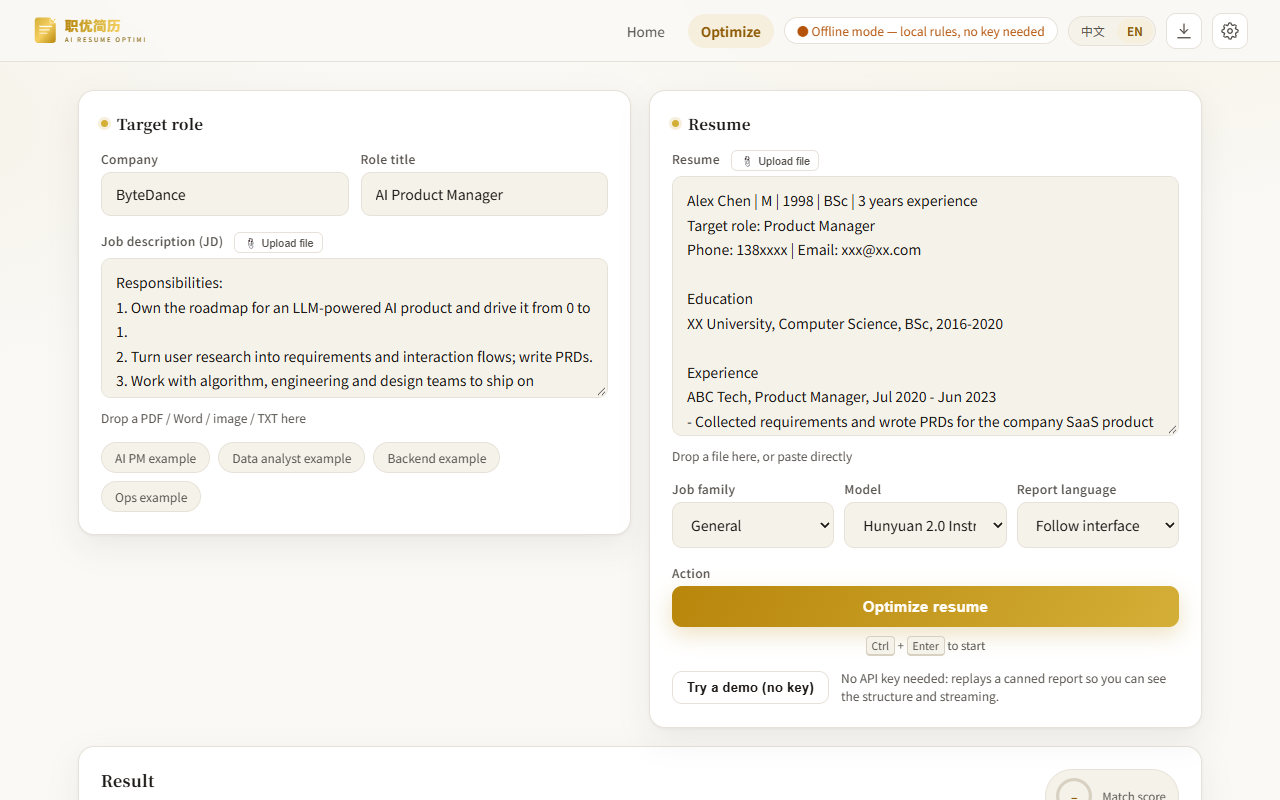 职优简历
AI RESUME OPTIMI
Home
Optimize
Offline mode — local rules, no key needed
中文
EN
Target role
Company
Role title
ByteDance
AI Product Manager
Job description (JD)
Upload file
Responsibilities:
1. Own the roadmap for an LLM-powered AI product and drive it from 0 to
1.
2. Turn user research into requirements and interaction flows; write PRDs.
3. Work with algorithm, engineering and design teams to ship on
Drop a PDF / Word / image / TXT here
AI PM example
Data analyst example
Backend example
Ops example
Resume
Resume
Upload file
Alex Chen | M | 1998 | BSc | 3 years experience
Target role: Product Manager
Phone: 138xxxx | Email: xxx@xx.com
Education
XX University, Computer Science, BSc, 2016-2020
Experience
ABC Tech, Product Manager, Jul 2020 - Jun 2023
- Collected requirements and wrote PRDs for the company SaaS product
Drop a file here, or paste directly
Job family
Model
Report language
General
Hunyuan 2.0 Instr
Follow interface
Action
Optimize resume
Ctrl + Enter to start
Try a demo (no key)
No API key needed: replays a canned report so you can see
the structure and streaming.
Result
Match score